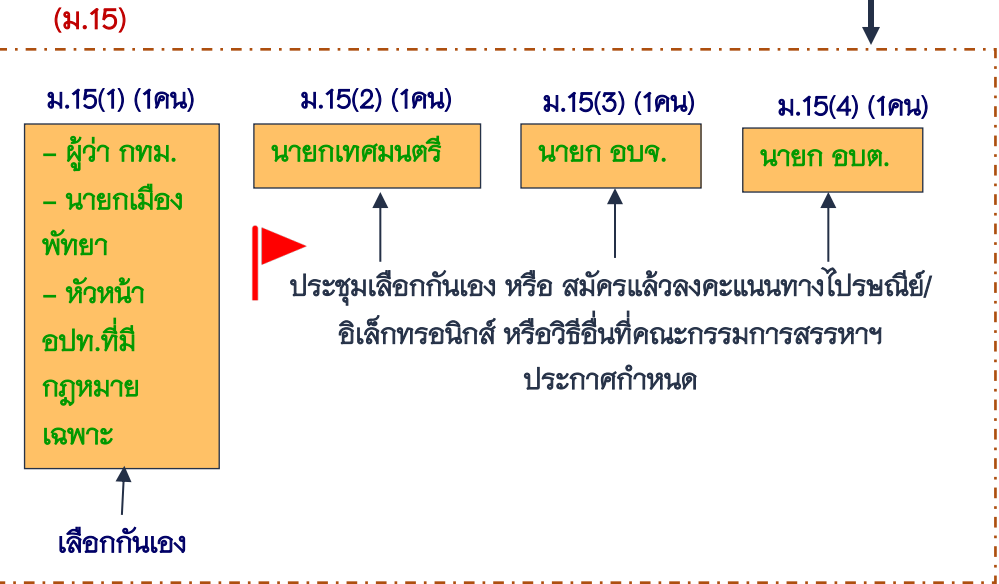 (ม.15)
ม.15(1) (1คน)
– ผู้ว่า กทม.
– นายกเมือง
พัทยา
– หัวหน้า
อปท.ที่มี
กฎหมาย
เฉพาะ
เลือกกันเอง
ม.15(2) (1คน)
นายกเทศมนตรี
ม.15(3) (1คน)
นายก อบจ.
ม.15(4) (1คน)
นายก อบต.
ประชุมเลือกกันเอง หรือ สมัครแล้วลงคะแนนทางไปรษณีย์/
อิเล็กทรอนิกส์ หรือวิธีอื่นที่คณะกรรมการสรรหาฯ
ประกาศกำหนด